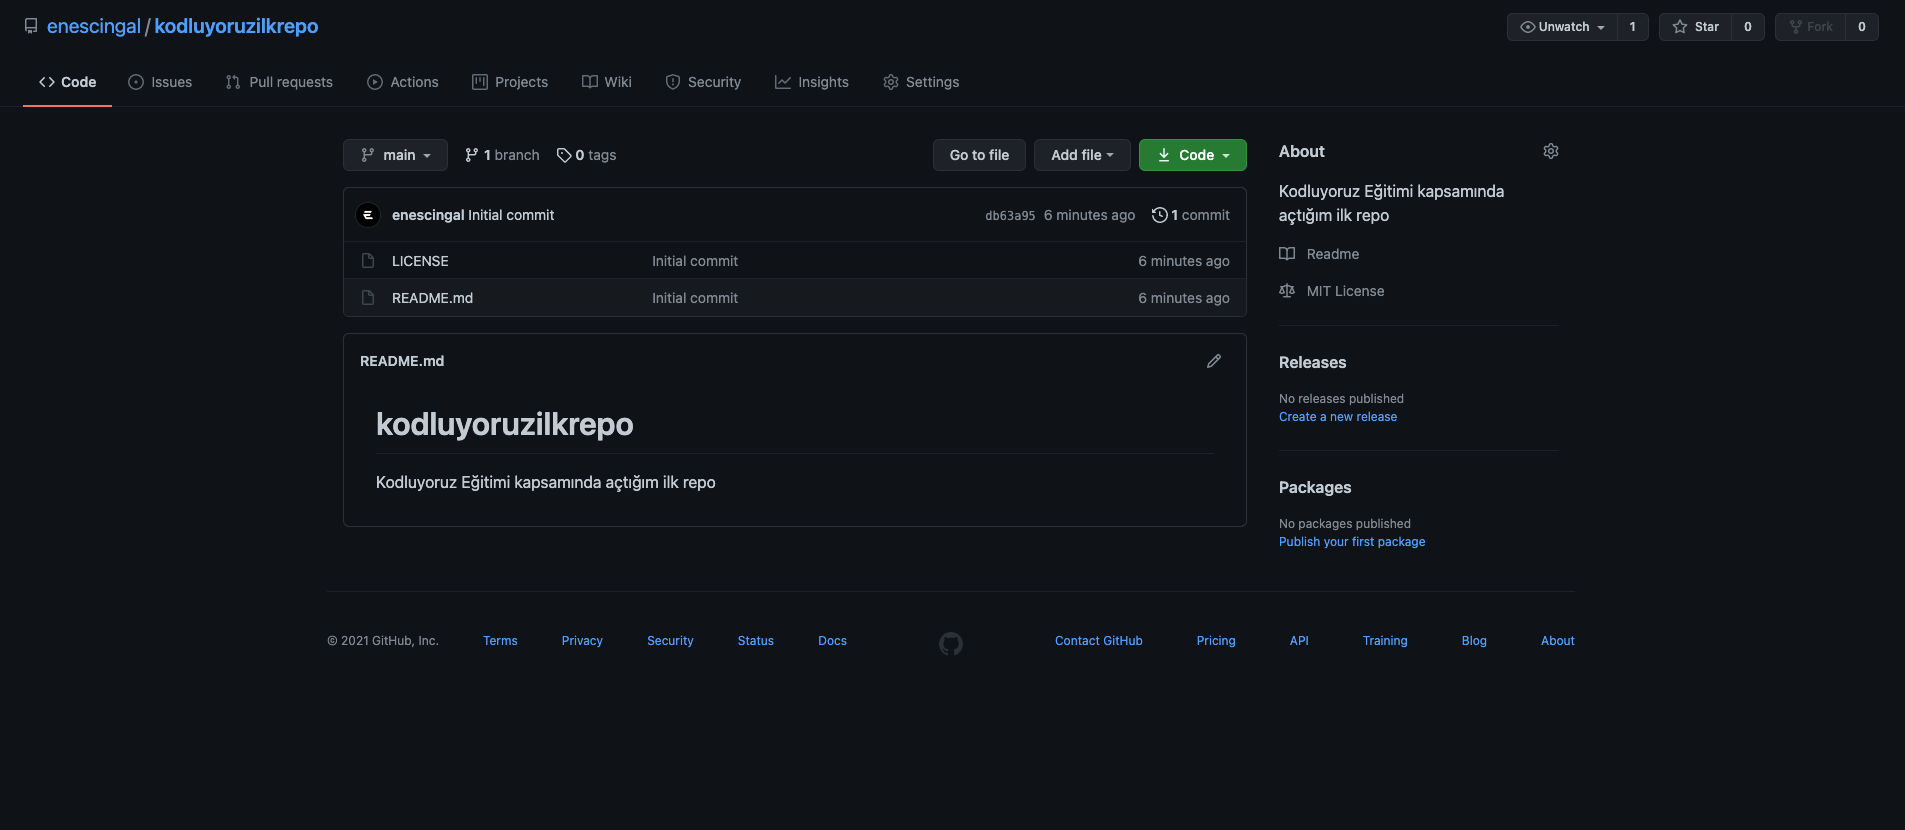 enescingal / kodluyoruzilkrepo
Unwatch 1 Star 0 Fork 0
Code Issues Pull requests Actions Projects Wiki Security Insights Settings
main 1 branch 0 tags Go to file Add file Code
enescingal Initial commit db63a95 6 minutes ago 1 commit
LICENSE Initial commit 6 minutes ago
README.md Initial commit 6 minutes ago
README.md
kodluyoruzilkrepo
Kodluyoruz Eğitimi kapsamında açtığım ilk repo
About
Kodluyoruz Eğitimi kapsamında
açtığım ilk repo
Readme
MIT License
Releases
No releases published
Create a new release
Packages
No packages published
Publish your first package
© 2021 GitHub, Inc. Terms Privacy Security Status Docs Contact GitHub Pricing API Training Blog About